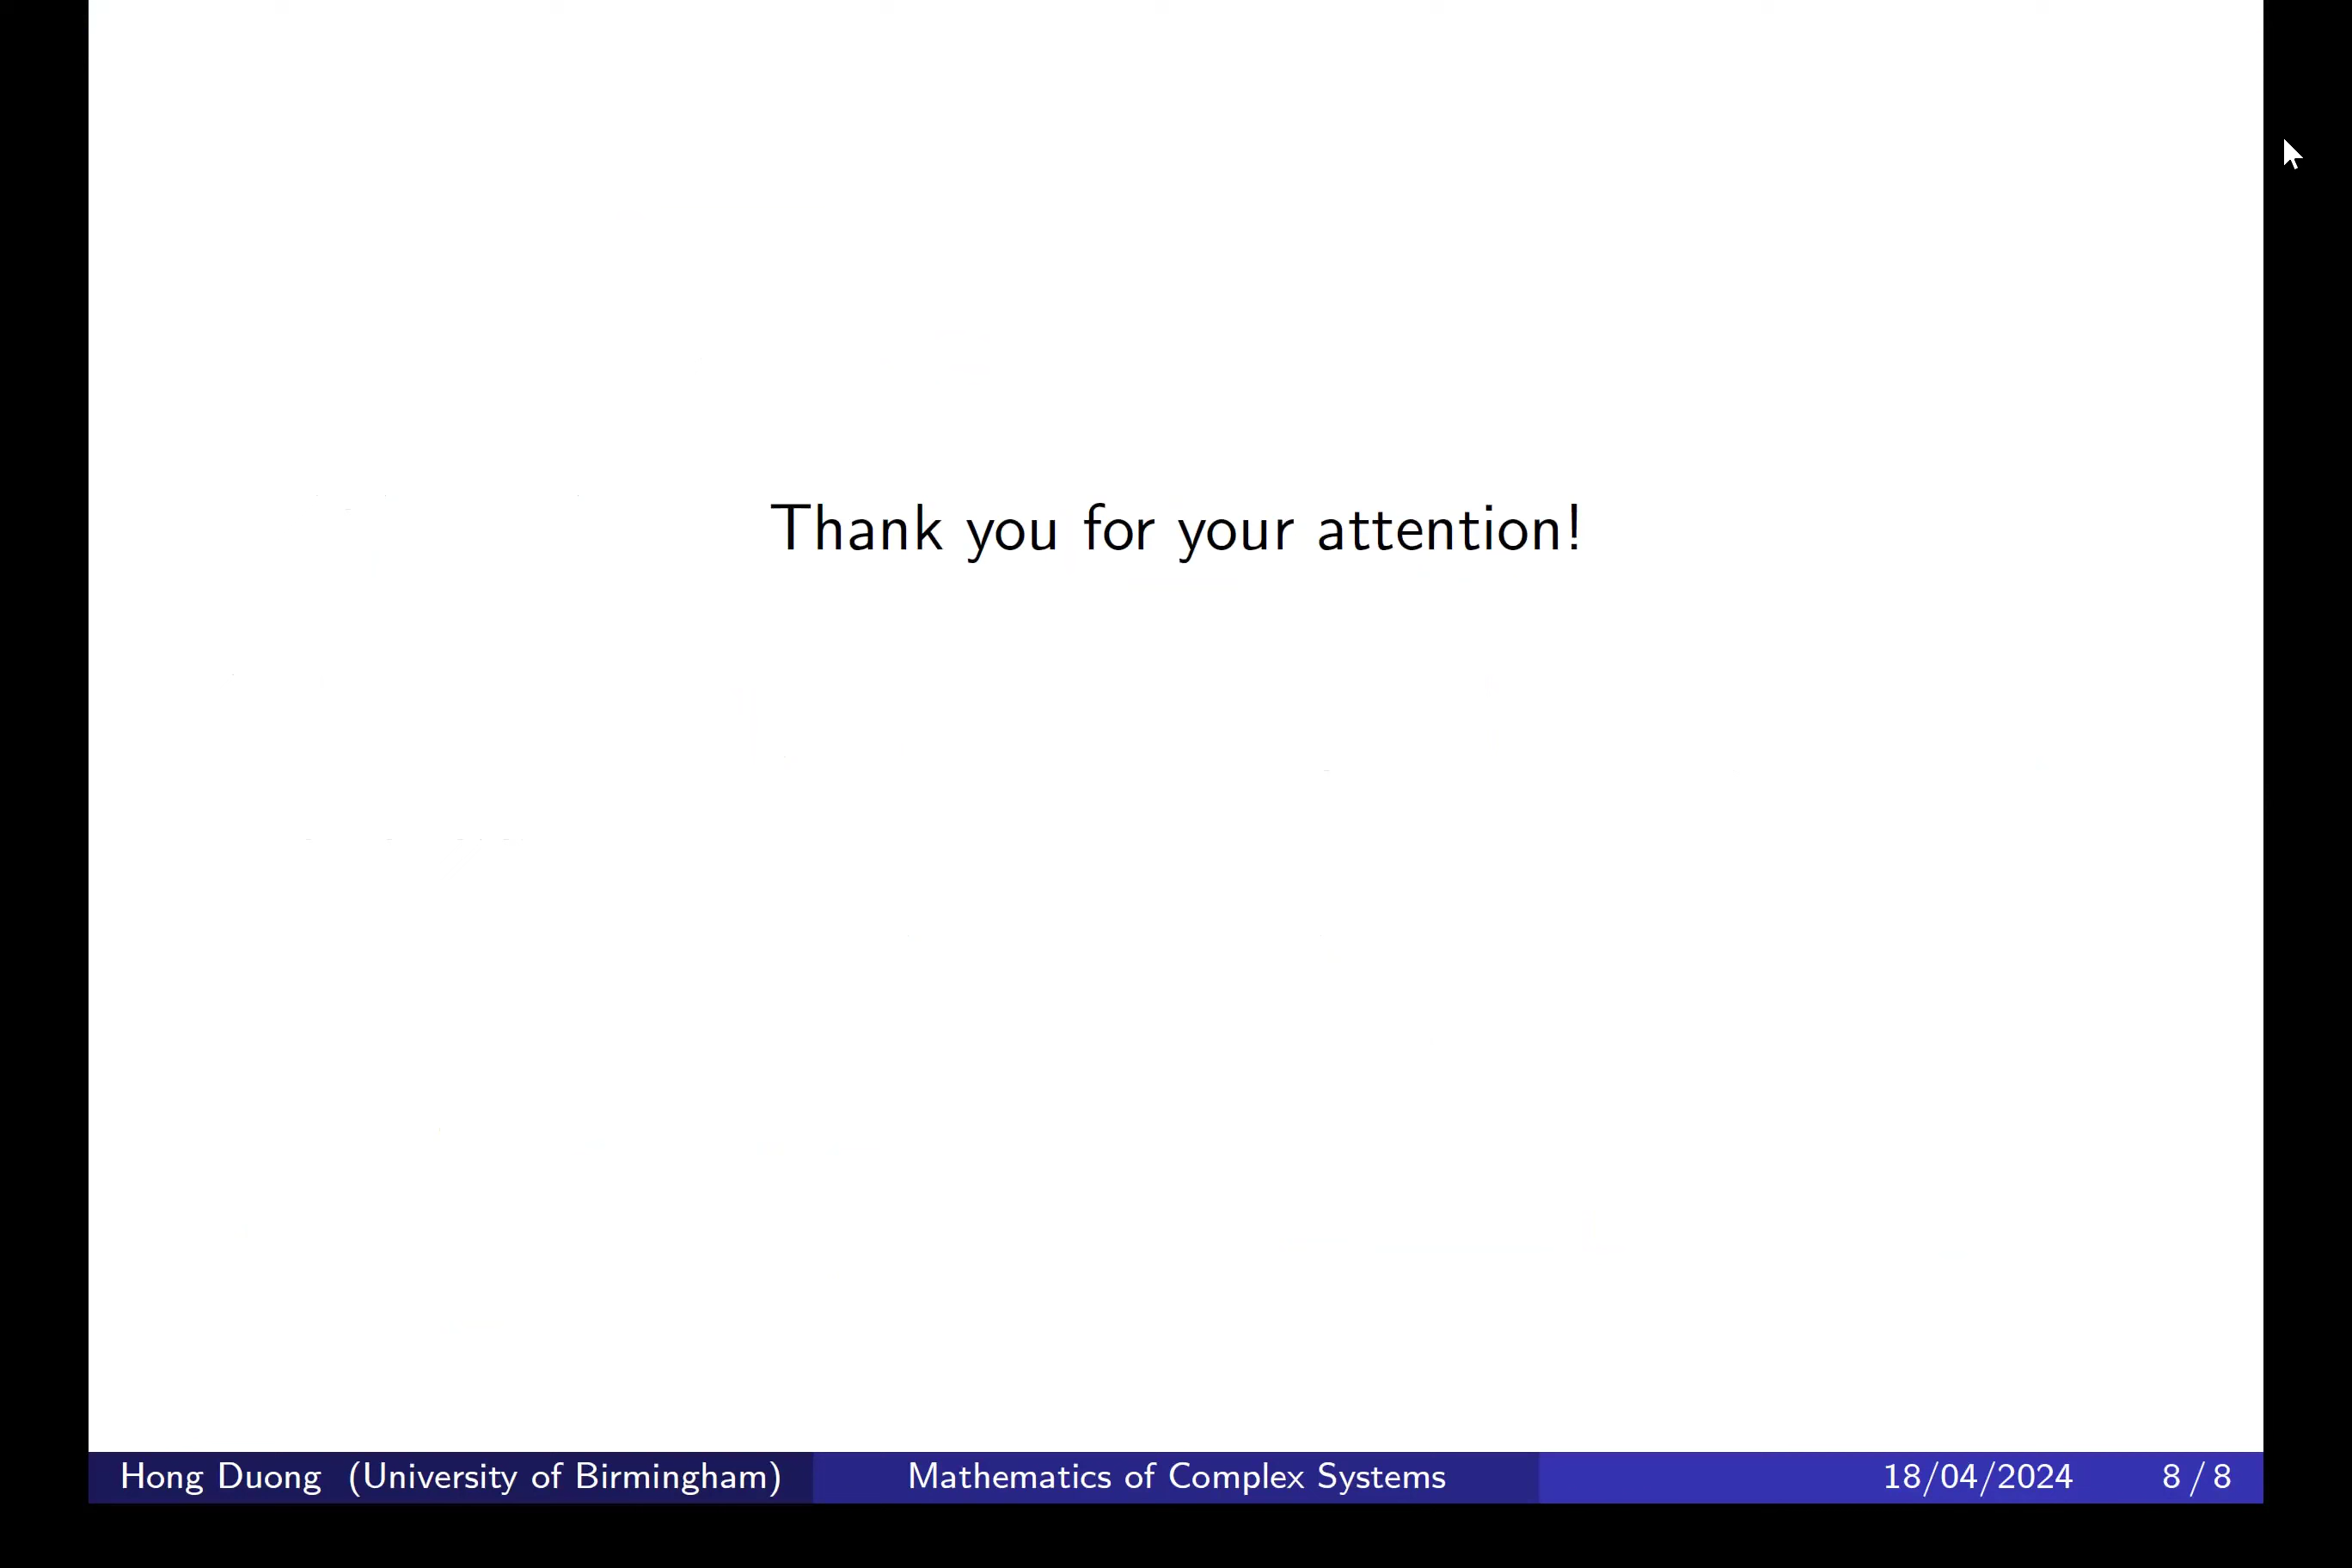 Thank you for your attention!
Hong Duong (University of Birmingham) Mathematics of Complex Systems 18/04/2024 8 / 8